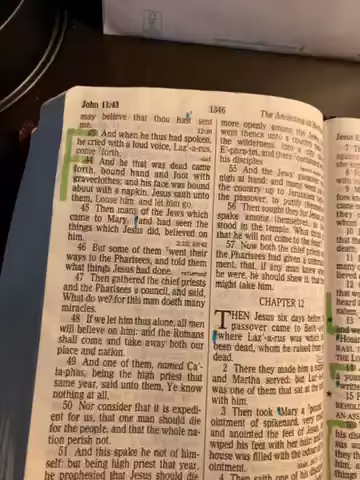 John 11:43
1346
The Anointing of
may believe that thou hast sent
me.
43 And when he thus had spoken,
he cried with a loud voice, Laz´a-rus,
come forth.
44 And he that was dead came
forth, bound hand and foot with
graveclothes: and his face was bound
about with a napkin. Jesus saith unto
them, Loose him, and let him go.
45 Then many of the Jews which
came to Mary, and had seen the
things which Jesus did, believed on
him.
46 But some of them went their
ways to the Pharisees, and told them
what things Jesus had done.
47 Then gathered the chief priests
and the Pharisees a council, and said,
What do we? for this man doeth many
miracles.
48 If we let him thus alone, all men
will believe on him: and the Romans
shall come and take away both our
place and nation.
49 And one of them, named Ca´-
ia-phas, being the high priest that
same year, said unto them, Ye know
nothing at all,
50 Nor consider that it is expedi-
ent for us, that one man should die
for the people, and that the whole na-
tion perish not.
51 And this spake he not of him-
self: but being high priest that year,
he prophesied that Jesus should die
more openly among the Jews;
went thence unto a country
the wilderness, into a city
E´phra-im, and there continued
his disciples
55 And the Jews' passover
nigh at hand: and many went
the country up to Jerusalem
the passover, to purify
56 Then sought they for Jesus,
spake among themselves, as
stood in the temple, What
that he will not come to the feast?
57 Now both the chief priests
the Pharisees had given a
ment, that, if any man knew
he were, he should shew it, that
might take him.
CHAPTER 12
THEN Jesus six days before
passover came to Beth´
where Laz´a-rus was which
been dead, whom he raised from
dead.
2 There they made him a supper;
and Martha served: but Laz´
was one of them that sat at the table
with him.
3 Then took Mary a pound
ointment of spikenard, very
and anointed the feet of
wiped his feet with her hair:
house was filled with the odour
ointment.
4 Then saith one of his